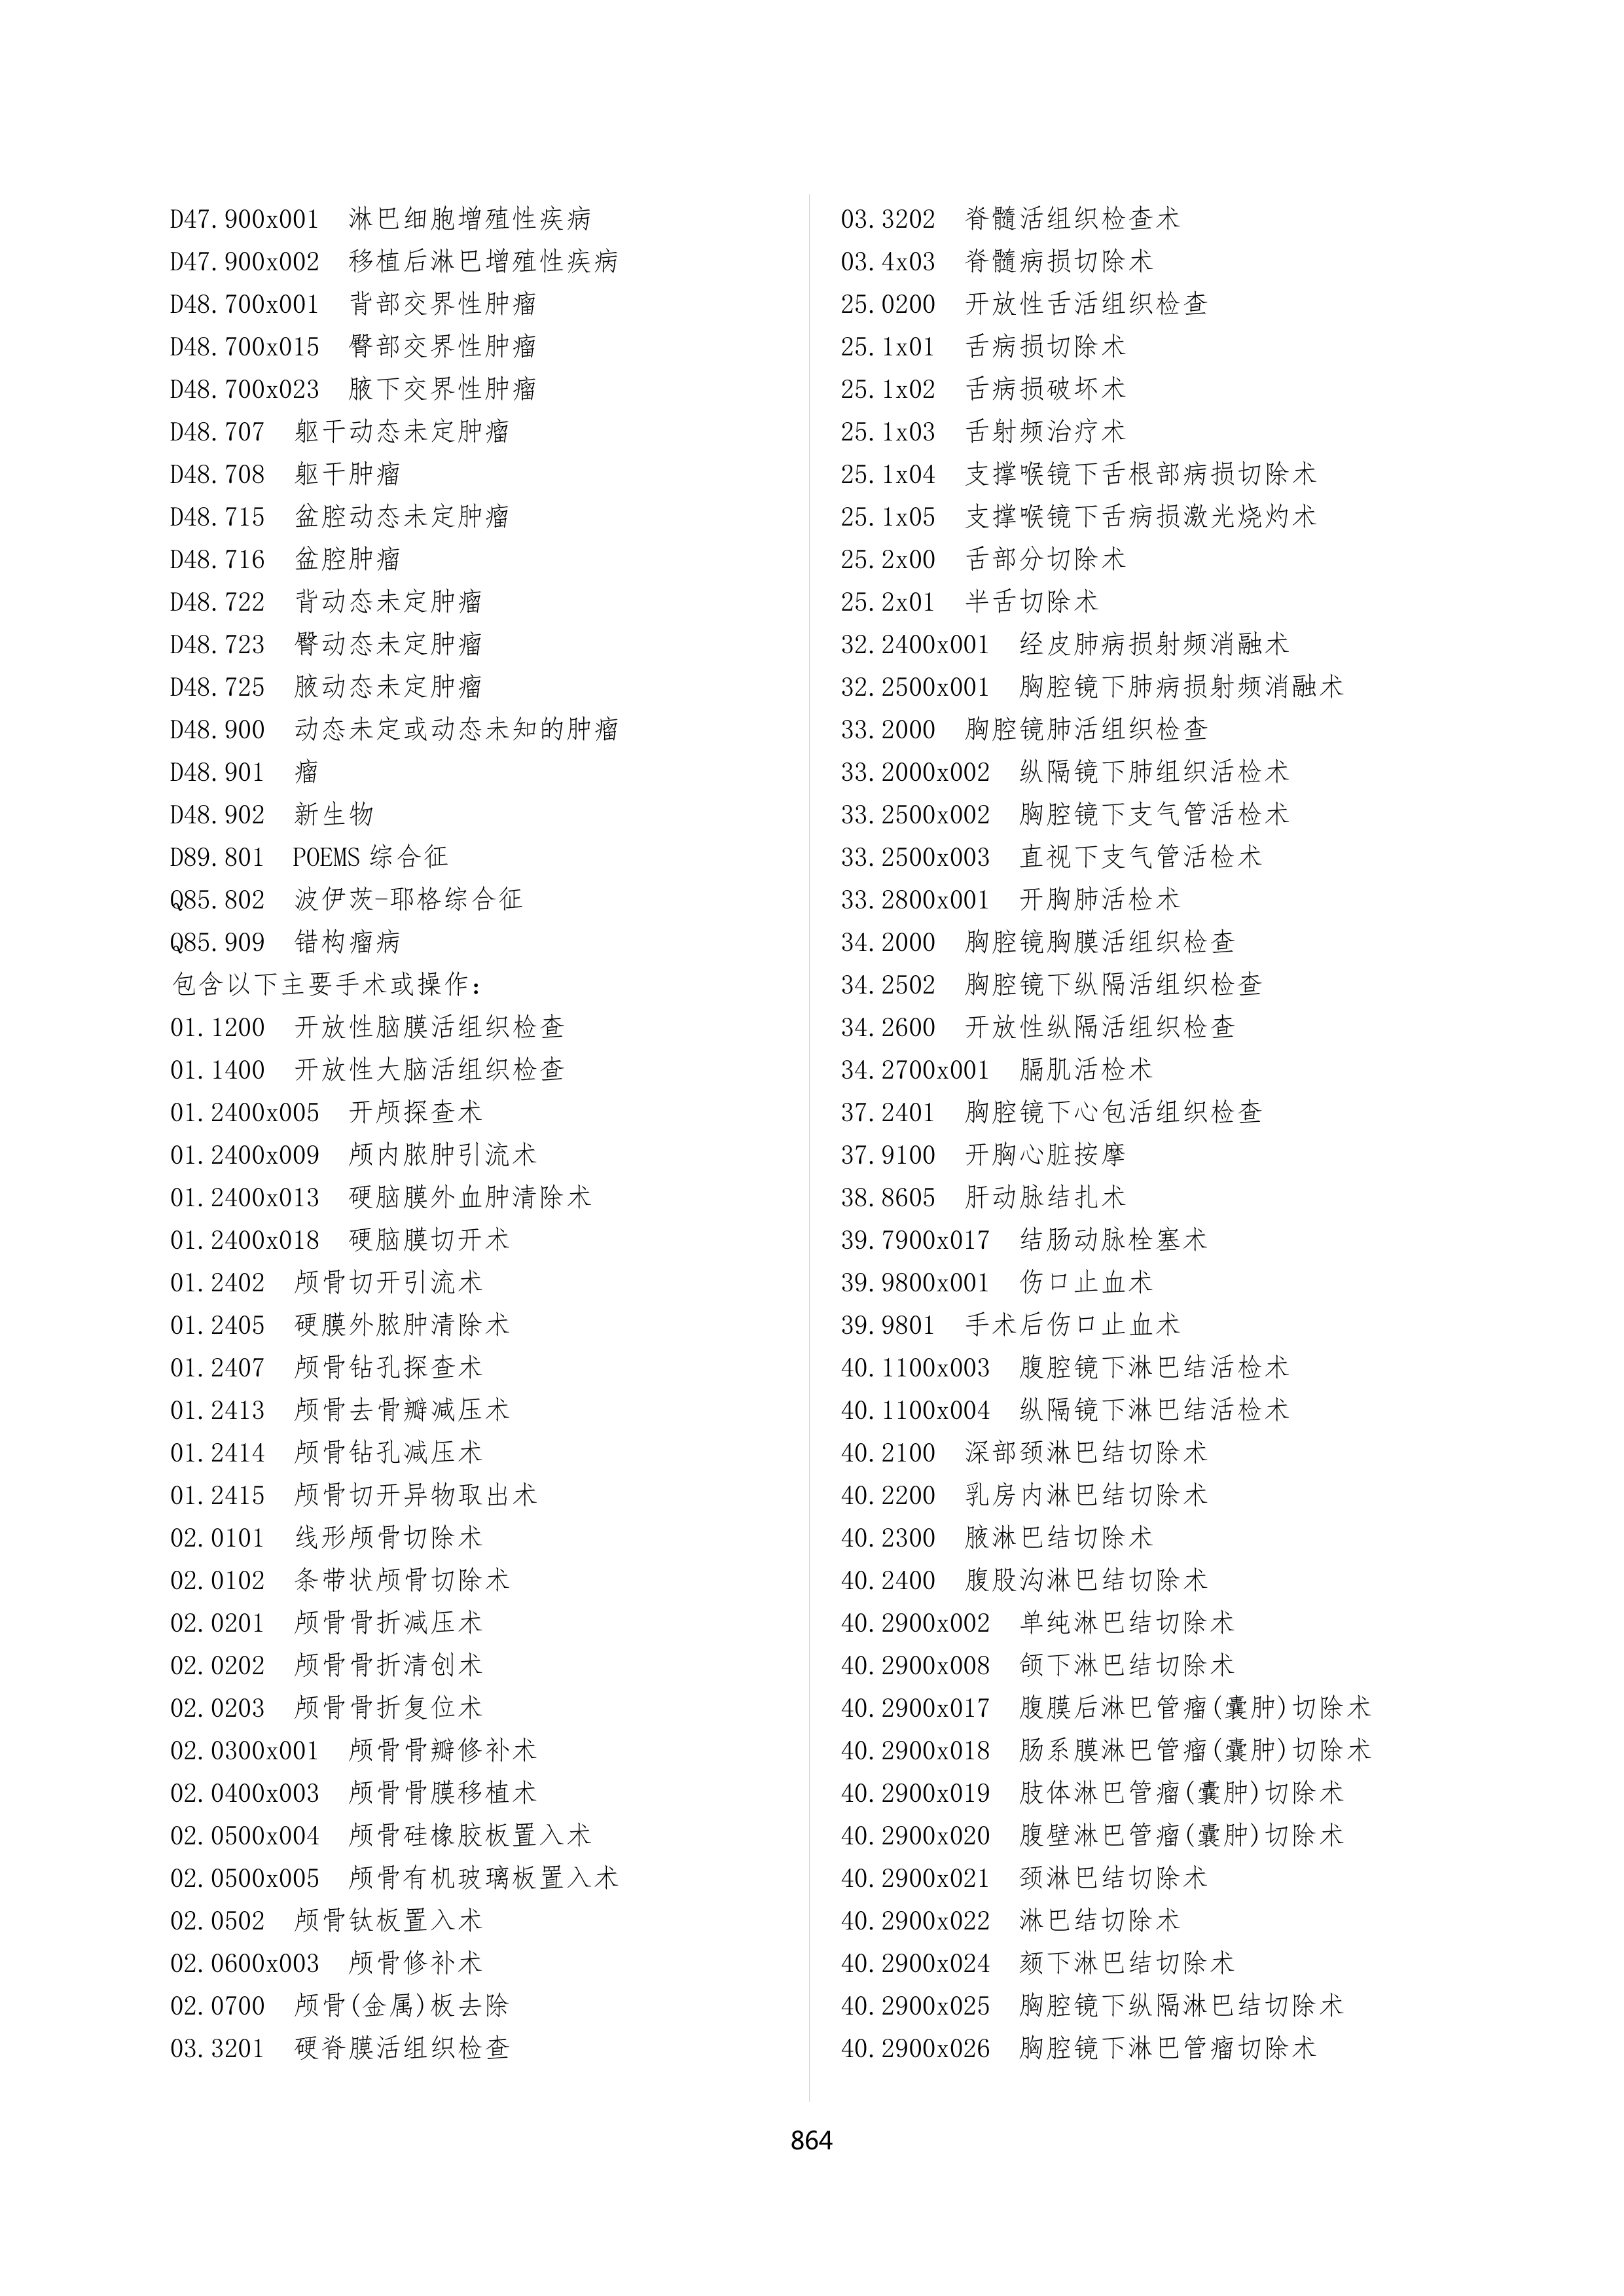 D47.900x001 淋巴细胞增殖性疾病
D47.900x002 移植后淋巴增殖性疾病
D48.700x001 背部交界性肿瘤
D48.700x015 臀部交界性肿瘤
D48.700x023 腋下交界性肿瘤
D48.707 躯干动态未定肿瘤
D48.708 躯干肿瘤
D48.715 盆腔动态未定肿瘤
D48.716 盆腔肿瘤
D48.722 背动态未定肿瘤
D48.723 臀动态未定肿瘤
D48.725 腋动态未定肿瘤
D48.900 动态未定或动态未知的肿瘤
D48.901 瘤
D48.902 新生物
D89.801 POEMS 综合征
Q85.802 波伊茨-耶格综合征
Q85.909 错构瘤病
包含以下主要手术或操作:
01.1200 开放性脑膜活组织检查
01.1400 开放性大脑活组织检查
01.2400x005 开颅探查术
01.2400x009 颅内脓肿引流术
01.2400x013 硬脑膜外血肿清除术
01.2400x018 硬脑膜切开术
01.2402 颅骨切开引流术
01.2405 硬膜外脓肿清除术
01.2407 颅骨钻孔探查术
01.2413 颅骨去骨瓣减压术
01.2414 颅骨钻孔减压术
01.2415 颅骨切开异物取出术
02.0101 线形颅骨切除术
02.0102 条带状颅骨切除术
02.0201 颅骨骨折减压术
02.0202 颅骨骨折清创术
02.0203 颅骨骨折复位术
02.0300x001 颅骨骨瓣修补术
02.0400x003 颅骨骨膜移植术
02.0500x004 颅骨硅橡胶板置入术
02.0500x005 颅骨有机玻璃板置入术
02.0502 颅骨钛板置入术
02.0600x003 颅骨修补术
02.0700 颅骨(金属)板去除
03.3201 硬脊膜活组织检查
03.3202 脊髓活组织检查术
03.4x03 脊髓病损切除术
25.0200 开放性舌活组织检查
25.1x01 舌病损切除术
25.1x02 舌病损破坏术
25.1x03 舌射频治疗术
25.1x04 支撑喉镜下舌根部病损切除术
25.1x05 支撑喉镜下舌病损激光烧灼术
25.2x00 舌部分切除术
25.2x01 半舌切除术
32.2400x001 经皮肺病损射频消融术
32.2500x001 胸腔镜下肺病损射频消融术
33.2000 胸腔镜肺活组织检查
33.2000x002 纵隔镜下肺组织活检术
33.2500x002 胸腔镜下支气管活检术
33.2500x003 直视下支气管活检术
33.2800x001 开胸肺活检术
34.2000 胸腔镜胸膜活组织检查
34.2502 胸腔镜下纵隔活组织检查
34.2600 开放性纵隔活组织检查
34.2700x001 膈肌活检术
37.2401 胸腔镜下心包活组织检查
37.9100 开胸心脏按摩
38.8605 肝动脉结扎术
39.7900x017 结肠动脉栓塞术
39.9800x001 伤口止血术
39.9801 手术后伤口止血术
40.1100x003 腹腔镜下淋巴结活检术
40.1100x004 纵隔镜下淋巴结活检术
40.2100 深部颈淋巴结切除术
40.2200 乳房内淋巴结切除术
40.2300 腋淋巴结切除术
40.2400 腹股沟淋巴结切除术
40.2900x002 单纯淋巴结切除术
40.2900x008 颌下淋巴结切除术
40.2900x017 腹膜后淋巴管瘤(囊肿)切除术
40.2900x018 肠系膜淋巴管瘤(囊肿)切除术
40.2900x019 肢体淋巴管瘤(囊肿)切除术
40.2900x020 腹壁淋巴管瘤(囊肿)切除术
40.2900x021 颈淋巴结切除术
40.2900x022 淋巴结切除术
40.2900x024 颏下淋巴结切除术
40.2900x025 胸腔镜下纵隔淋巴结切除术
40.2900x026 胸腔镜下淋巴管瘤切除术
864